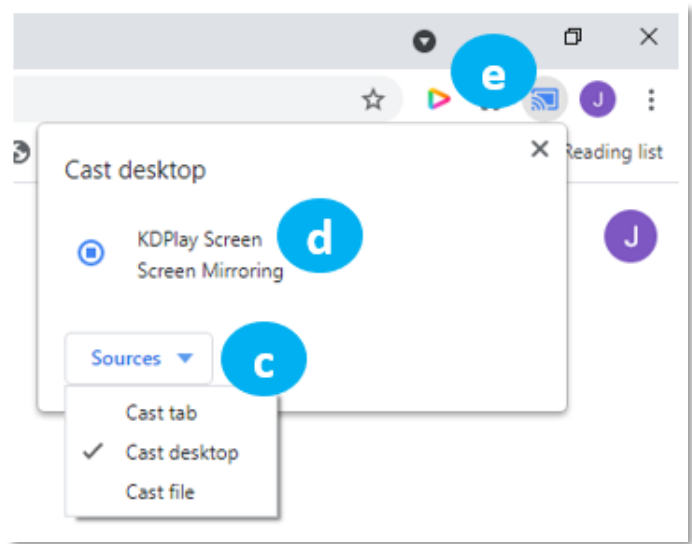 e
J
Reading list
Cast desktop
J
KDPlay Screen
d
Screen Mirroring
Sources
c
Cast tab
Cast desktop
Cast file